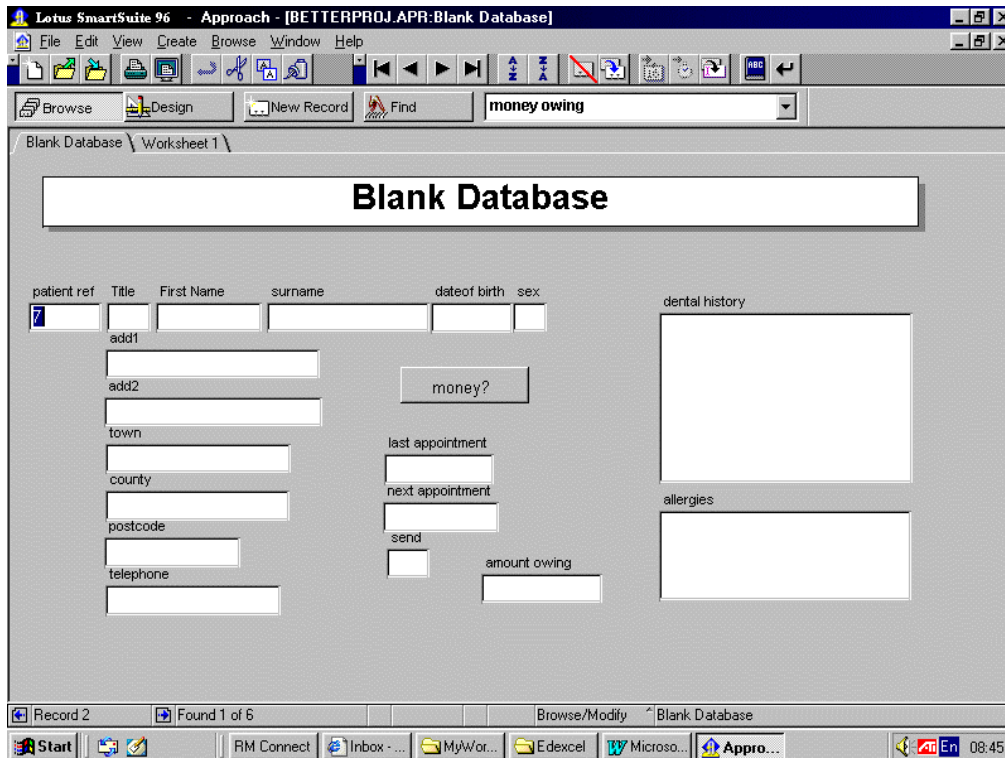 Lotus SmartSuite 96 - Approach - [BETTERPROJ.APR:Blank Database]
File Edit View Create Browse Window Help
Browse Design New Record Find money owing
Blank Database Worksheet 1
Blank Database
patient ref Title First Name surname dateof birth sex
7
dental history
add1
add2
money?
town
last appointment
county
next appointment
allergies
postcode
send
telephone
amount owing
Record 2 Found 1 of 6 Browse/Modify Blank Database
Start RM Connect Inbox - ... MyWor... Edexcel Microso... Appro... En 08:45